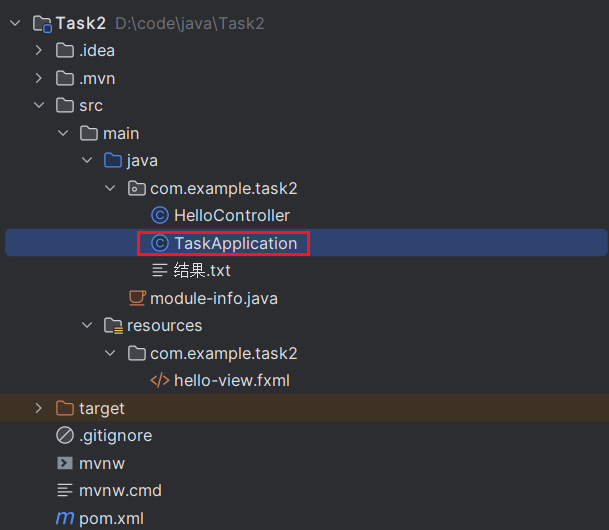 Task2 D:\code\java\Task2
.idea
.mvn
src
main
java
com.example.task2
HelloController
TaskApplication
结果.txt
module-info.java
resources
com.example.task2
hello-view.fxml
target
.gitignore
mvnw
mvnw.cmd
pom.xml